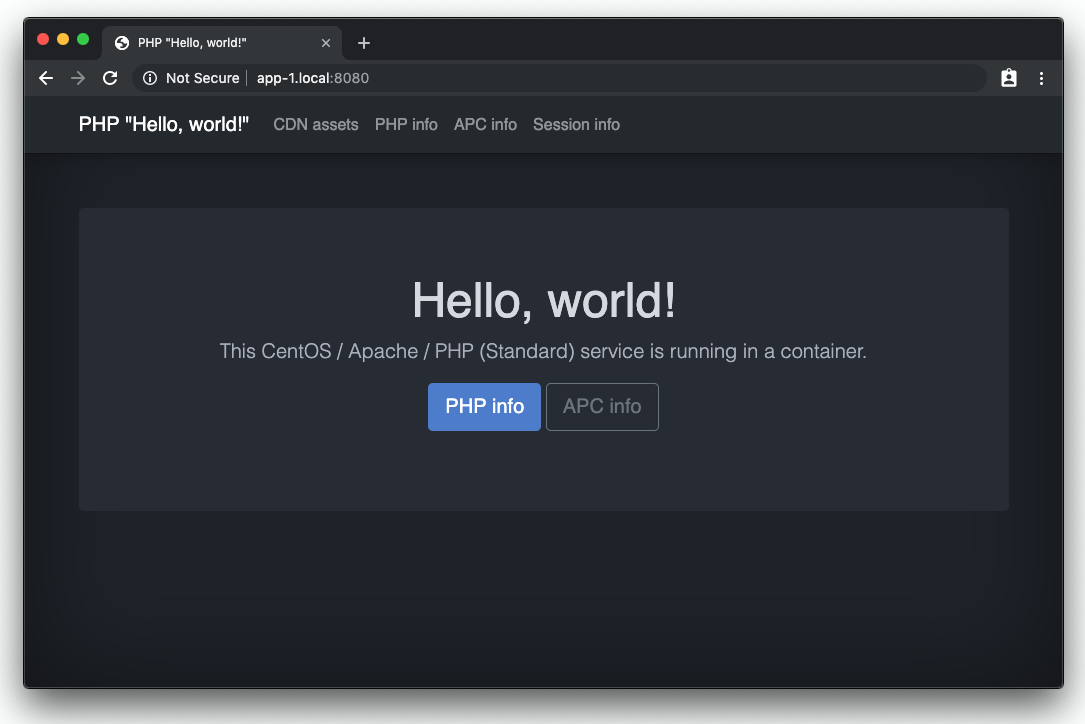 PHP "Hello, world!"
Not Secure app-1.local:8080
PHP "Hello, world!" CDN assets PHP info APC info Session info
Hello, world!
This CentOS / Apache / PHP (Standard) service is running in a container.
PHP info APC info